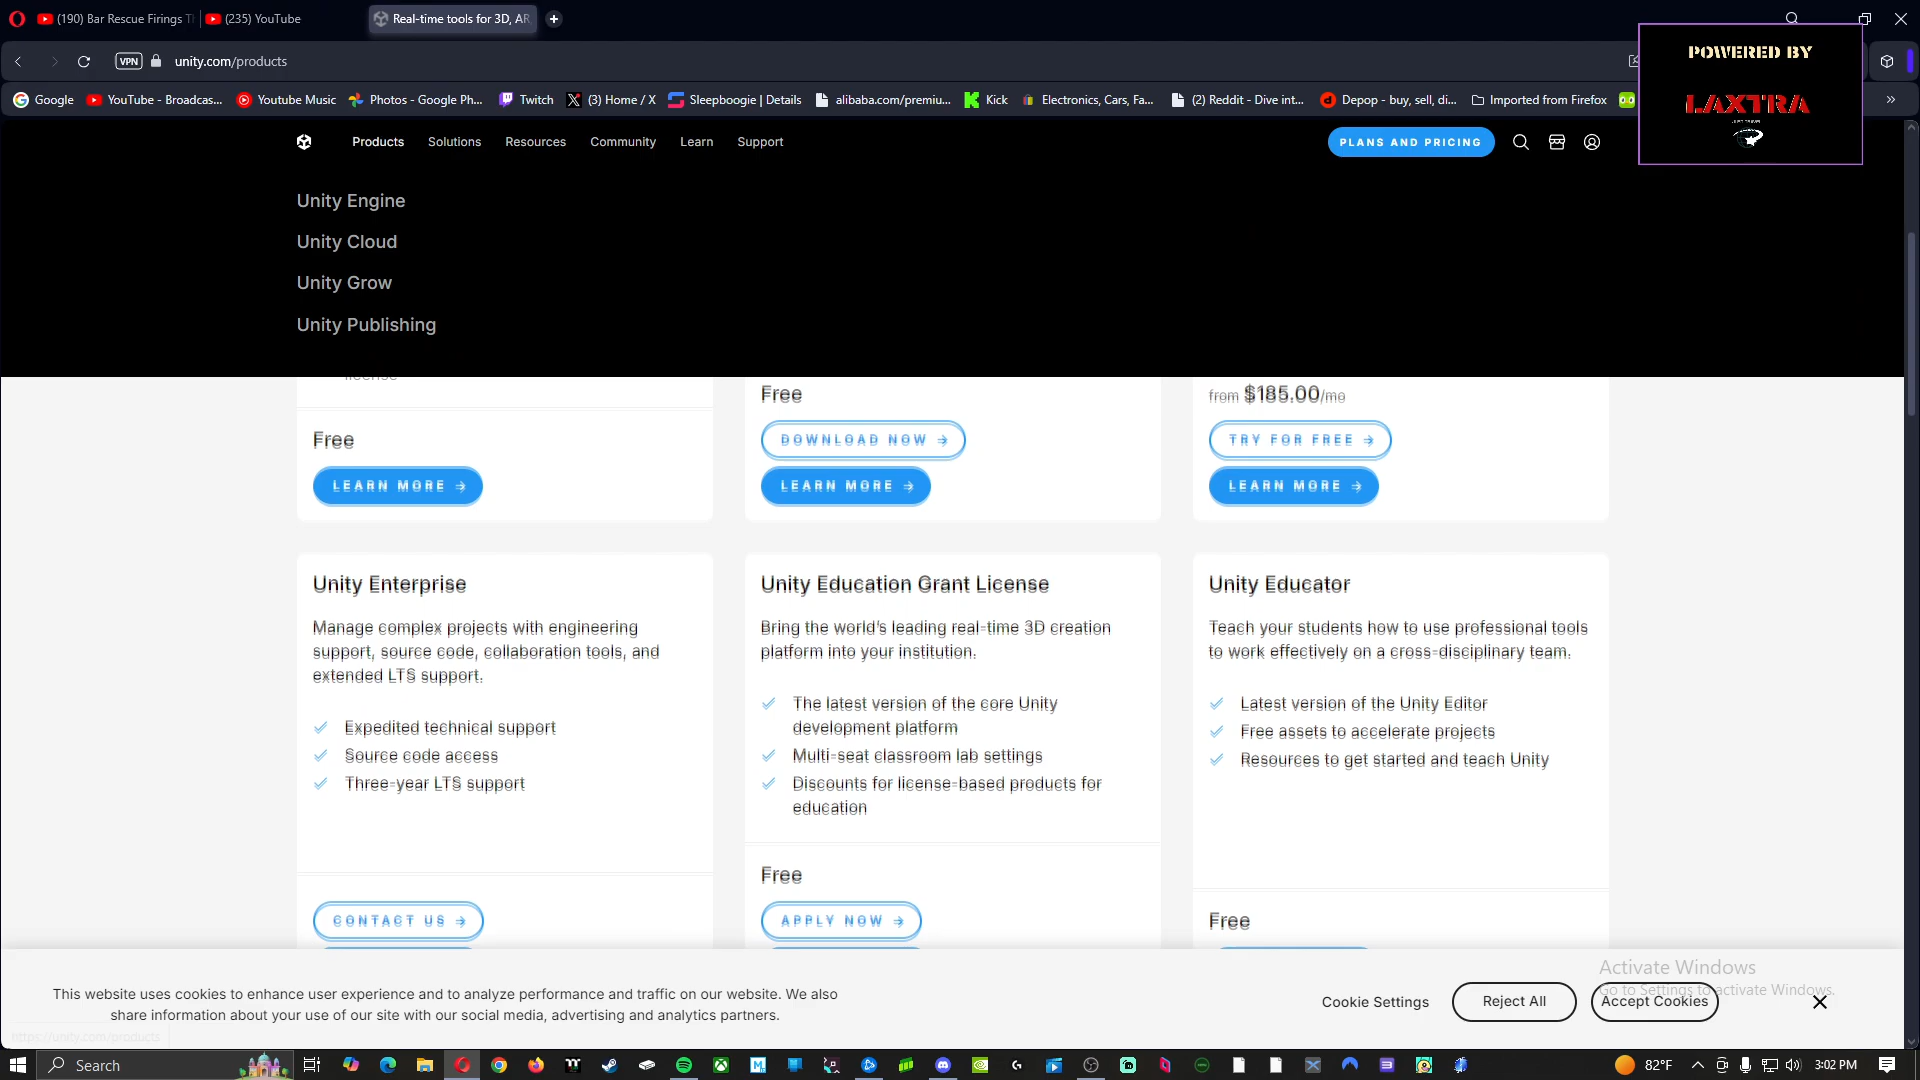 (190) Bar Rescue Firings T
(235) YouTube
Real-time tools for 3D, AR,
VPN
unity.com/products
POWERED BY
LAXTRA
Google
YouTube - Broadcas...
Youtube Music
Photos - Google Ph...
Twitch
(3) Home / X
Sleepboogie | Details
alibaba.com/premiu...
Kick
Electronics, Cars, Fa...
(2) Reddit - Dive int...
Depop - buy, sell, di...
Imported from Firefox
Products
Solutions
Resources
Community
Learn
Support
PLANS AND PRICING
Unity Engine
Unity Cloud
Unity Grow
Unity Publishing
license
Free
LEARN MORE →
Free
DOWNLOAD NOW →
LEARN MORE →
from $185.00/mo
TRY FOR FREE →
LEARN MORE →
Unity Enterprise
Manage complex projects with engineering
support, source code, collaboration tools, and
extended LTS support.
Expedited technical support
Source code access
Three-year LTS support
CONTACT US →
Unity Education Grant License
Bring the world's leading real-time 3D creation
platform into your institution.
The latest version of the core Unity
development platform
Multi-seat classroom lab settings
Discounts for license-based products for
education
Free
APPLY NOW →
Unity Educator
Teach your students how to use professional tools
to work effectively on a cross-disciplinary team.
Latest version of the Unity Editor
Free assets to accelerate projects
Resources to get started and teach Unity
Free
This website uses cookies to enhance user experience and to analyze performance and traffic on our website. We also
share information about your use of our site with our social media, advertising and analytics partners.
Cookie Settings
Reject All
Accept Cookies
Activate Windows
Go to Settings to activate Windows.
https://unity.com/products
Search
82°F
3:02 PM